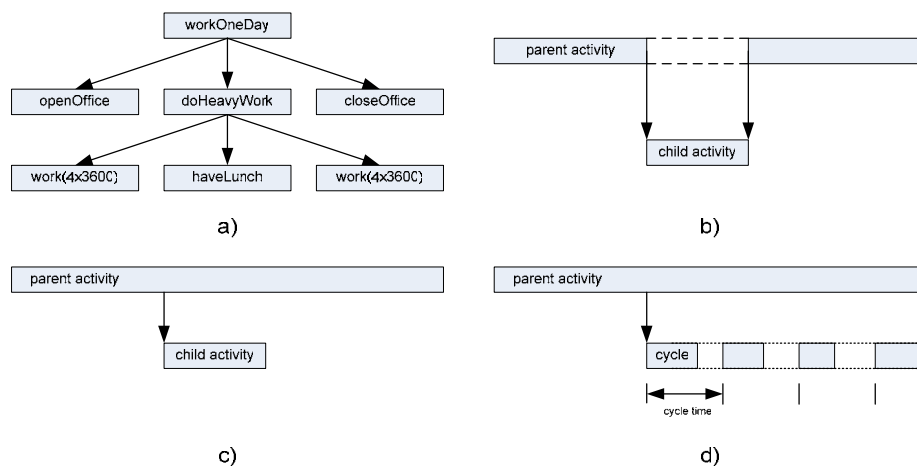 workOneDay
openOffice
doHeavyWork
closeOffice
work(4x3600)
haveLunch
work(4x3600)
a)
parent activity
child activity
b)
parent activity
child activity
c)
parent activity
cycle
cycle time
d)